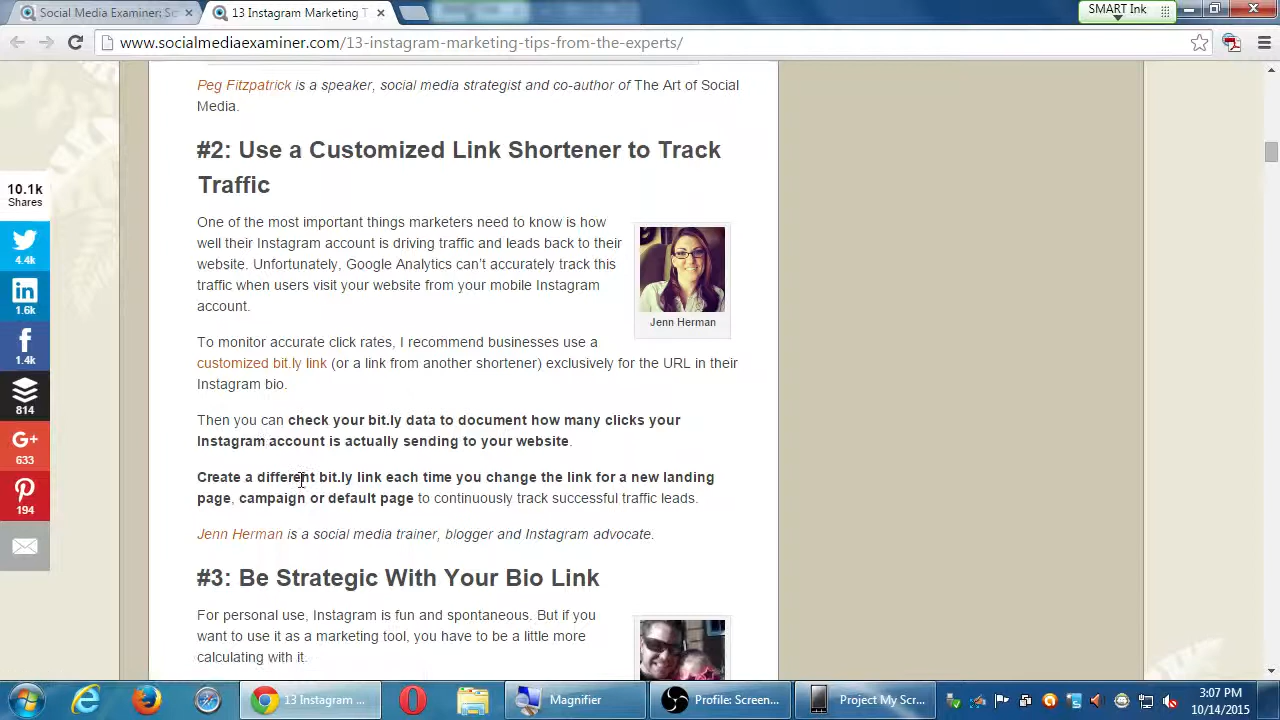 Social Media Examiner: Sc
13 Instagram Marketing T
SMART Ink
www.socialmediaexaminer.com/13-instagram-marketing-tips-from-the-experts/
Peg Fitzpatrick is a speaker, social media strategist and co-author of The Art of Social
Media.
#2: Use a Customized Link Shortener to Track
Traffic
One of the most important things marketers need to know is how
well their Instagram account is driving traffic and leads back to their
website. Unfortunately, Google Analytics can’t accurately track this
traffic when users visit your website from your mobile Instagram
account.
Jenn Herman
To monitor accurate click rates, I recommend businesses use a
customized bit.ly link (or a link from another shortener) exclusively for the URL in their
Instagram bio.
Then you can check your bit.ly data to document how many clicks your
Instagram account is actually sending to your website.
Create a different bit.ly link each time you change the link for a new landing
page, campaign or default page to continuously track successful traffic leads.
Jenn Herman is a social media trainer, blogger and Instagram advocate.
#3: Be Strategic With Your Bio Link
For personal use, Instagram is fun and spontaneous. But if you
want to use it as a marketing tool, you have to be a little more
calculating with it.
10.1k
Shares
4.4k
in
1.6k
f
1.4k
814
G+
633
194
13 Instagram ...
Magnifier
Profile: Screen...
Project My Scr...
3:07 PM
10/14/2015